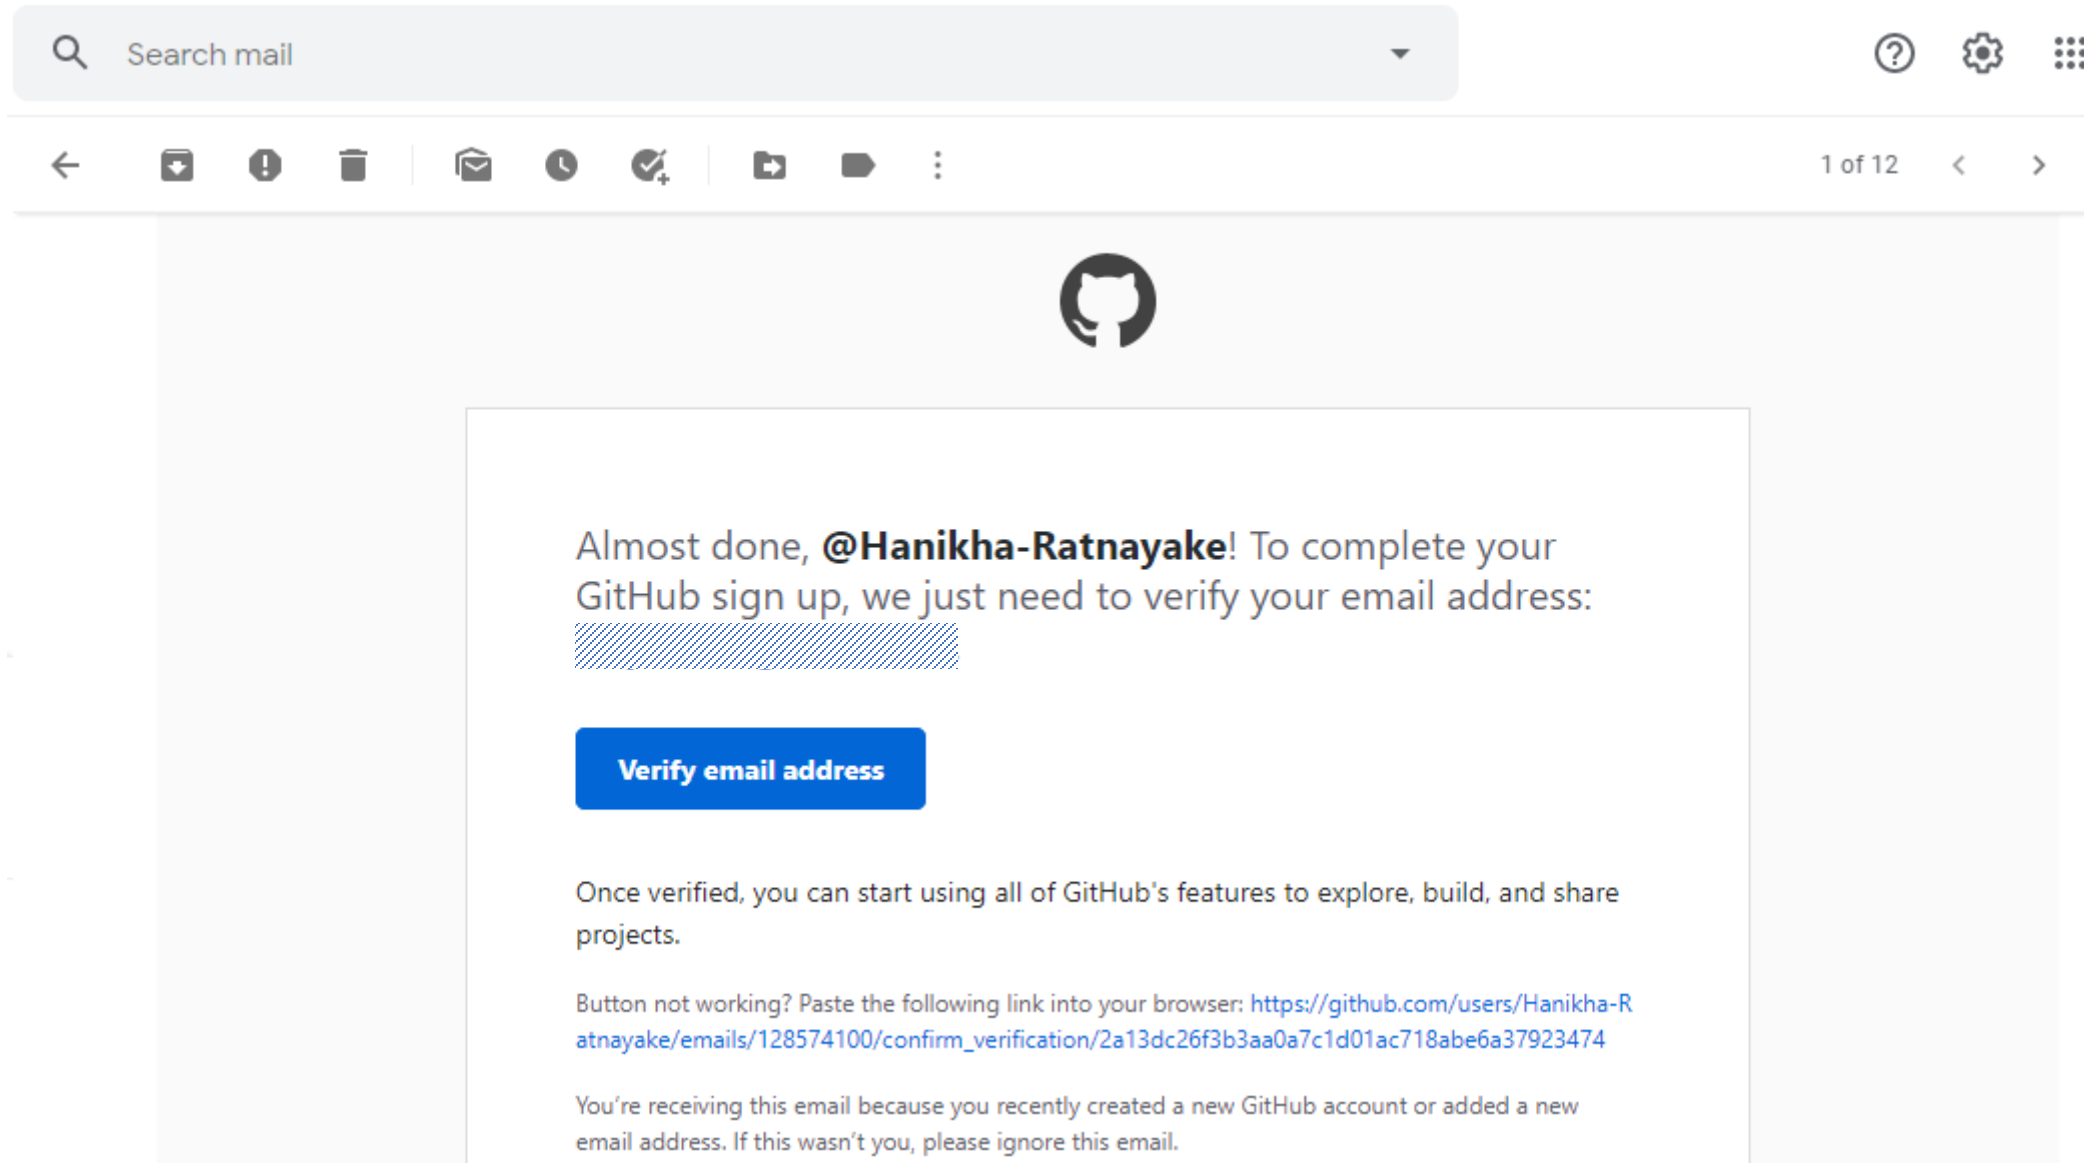 Search mail
1 of 12
Almost done, @Hanikha-Ratnayake! To complete your
GitHub sign up, we just need to verify your email address:
Verify email address
Once verified, you can start using all of GitHub's features to explore, build, and share
projects.
Button not working? Paste the following link into your browser: https://github.com/users/Hanikha-R
atnayake/emails/128574100/confirm_verification/2a13dc26f3b3aa0a7c1d01ac718abe6a37923474
You’re receiving this email because you recently created a new GitHub account or added a new
email address. If this wasn’t you, please ignore this email.